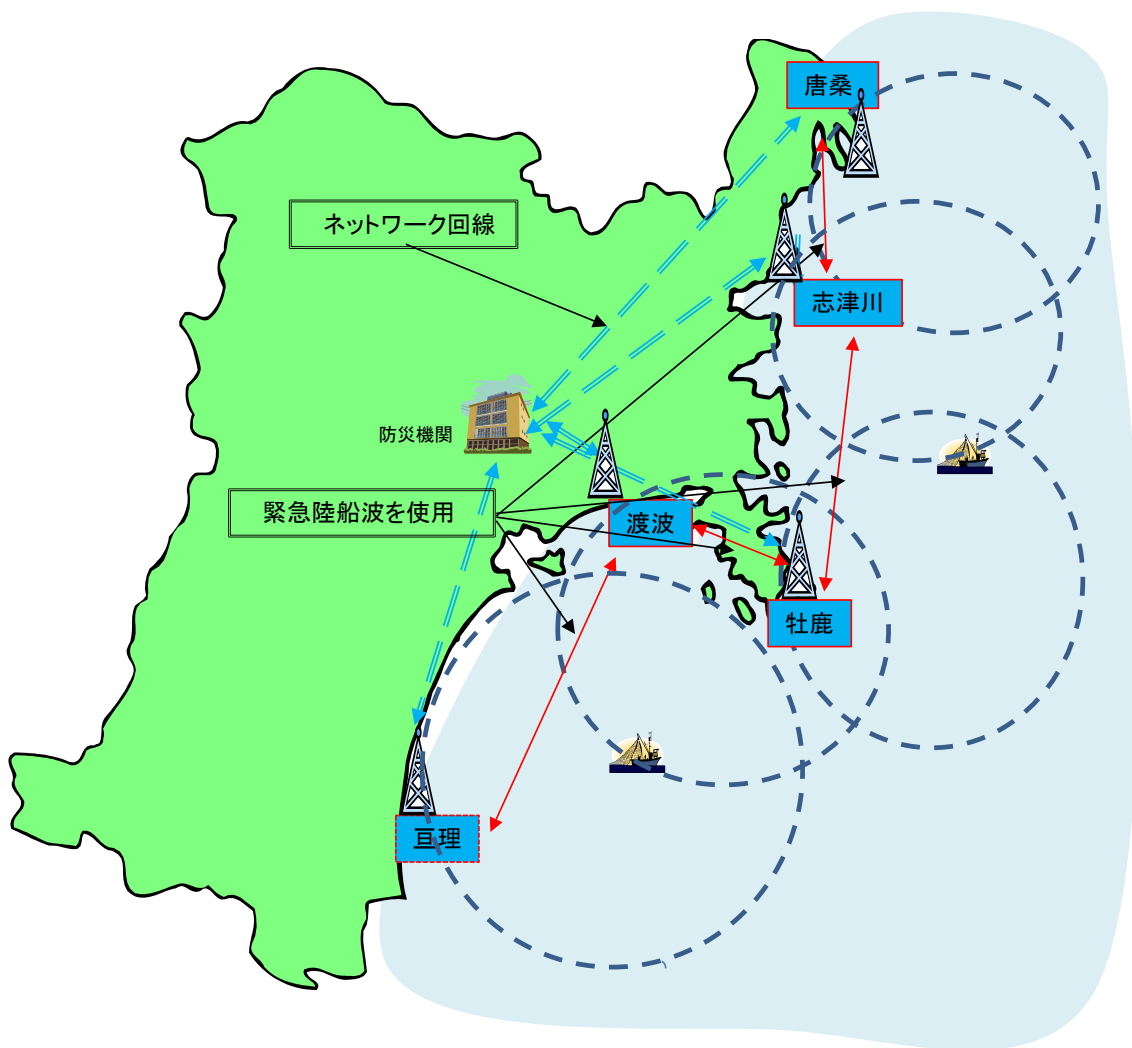 唐桑
ネットワーク回線
志津川
防災機関
緊急陸船波を使用
渡波
牡鹿
亘理